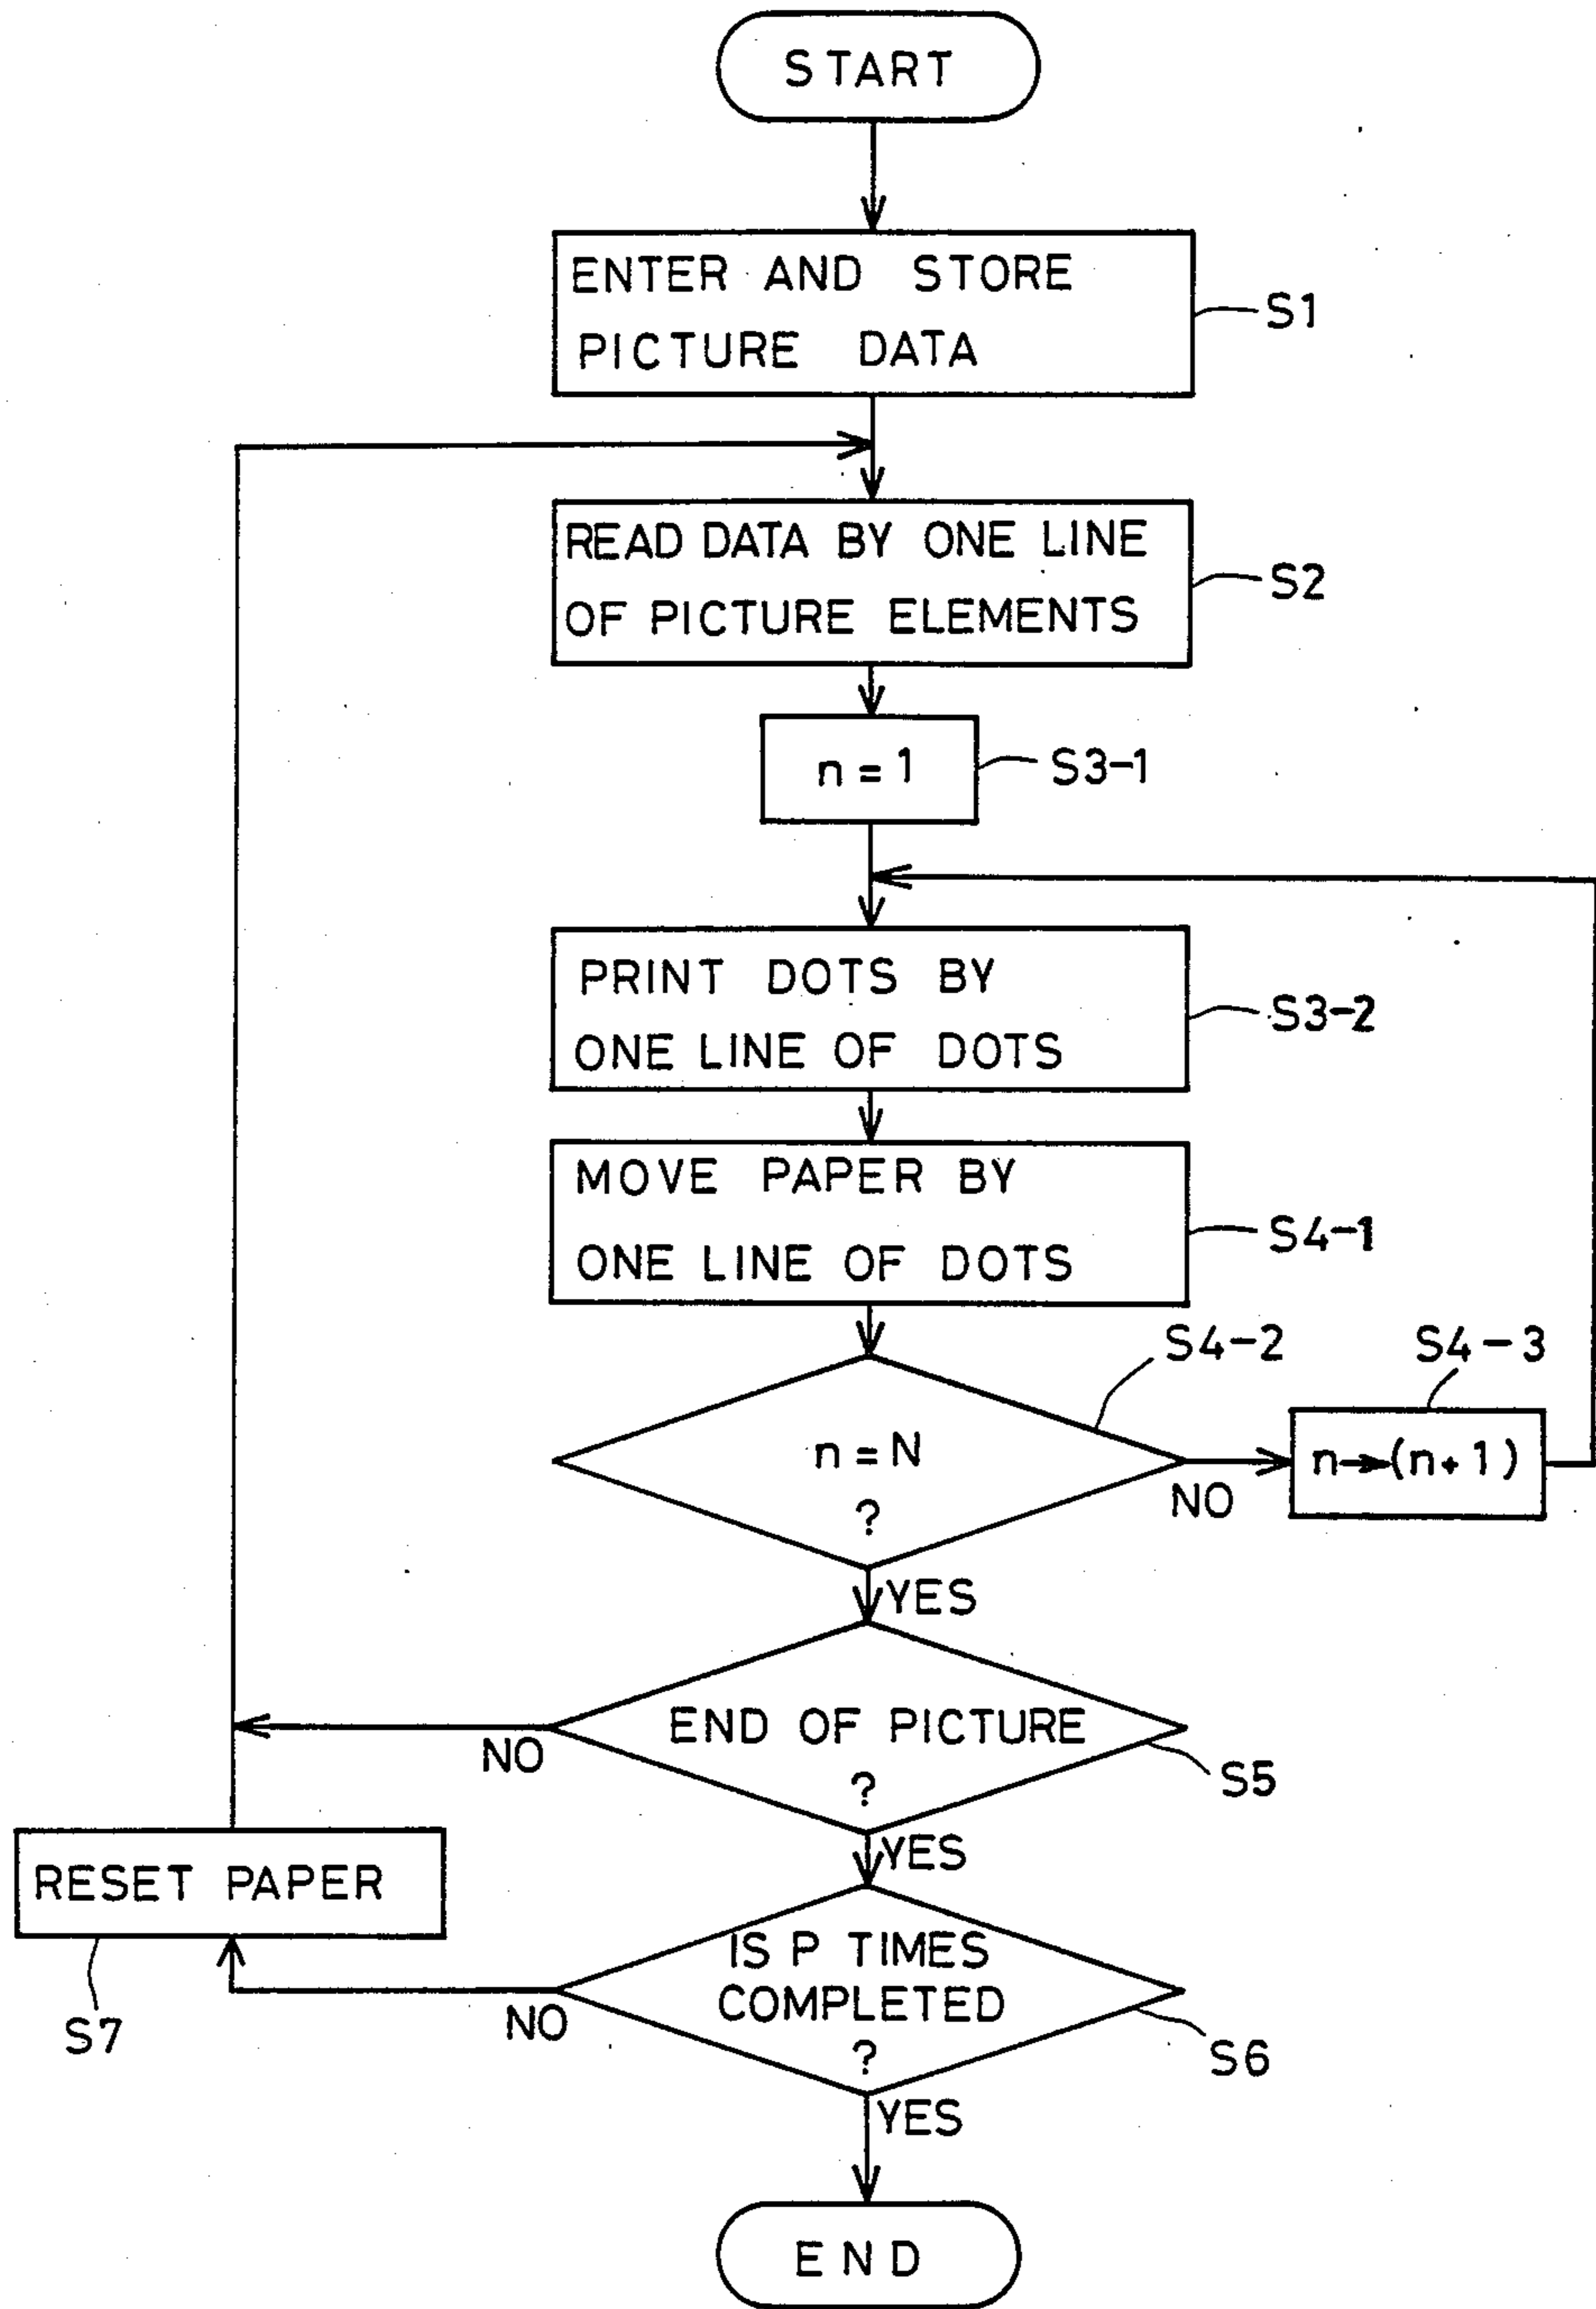 START
ENTER AND STORE
PICTURE DATA
S1
READ DATA BY ONE LINE
OF PICTURE ELEMENTS
S2
n = 1
S3-1
PRINT DOTS BY
ONE LINE OF DOTS
S3-2
MOVE PAPER BY
ONE LINE OF DOTS
S4-1
n = N
?
S4-2
NO
S4-3
n→(n+1)
YES
END OF PICTURE
?
S5
NO
YES
RESET PAPER
S7
IS P TIMES
COMPLETED
?
S6
NO
YES
END